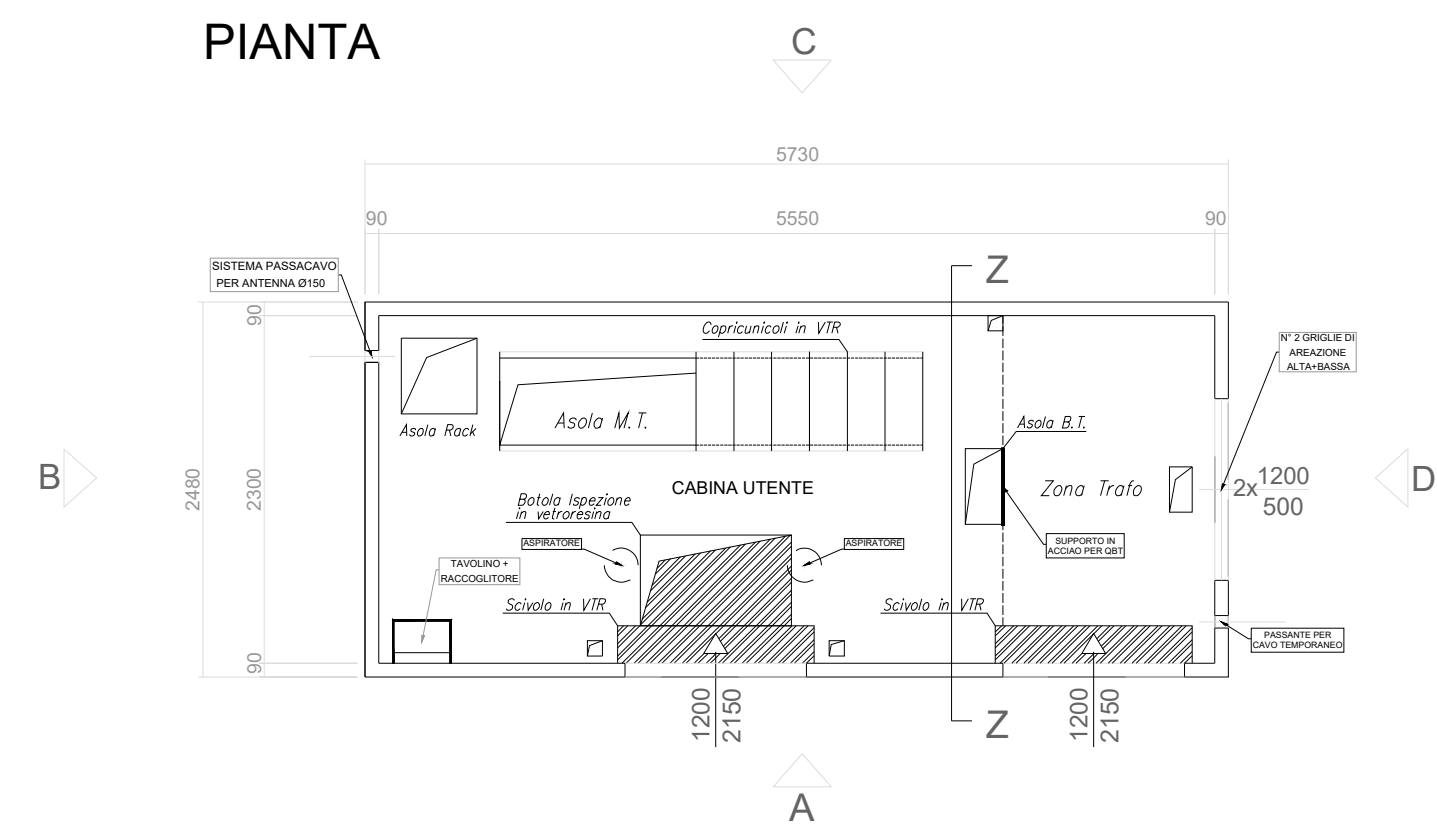 PIANTA
C
5730
90
5550
90
SISTEMA PASSACAVO
PER ANTENNA Ø150
Z
90
Copricunicoli in VTR
N° 2 GRIGLIE DI
AREAZIONE
ALTA+BASSA
Asola Rack
Asola M.T.
Asola B.T.
B
2480
2300
CABINA UTENTE
Zona Trafo
2x 1200
500
D
Botola Ispezione
in vetroresina
ASPIRATORE
ASPIRATORE
SUPPORTO IN
ACCIAO PER QBT
TAVOLINO +
RACCOGLITORE
Scivolo in VTR
Scivolo in VTR
PASSANTE PER
CAVO TEMPORANEO
90
1200
2150
Z
1200
2150
A